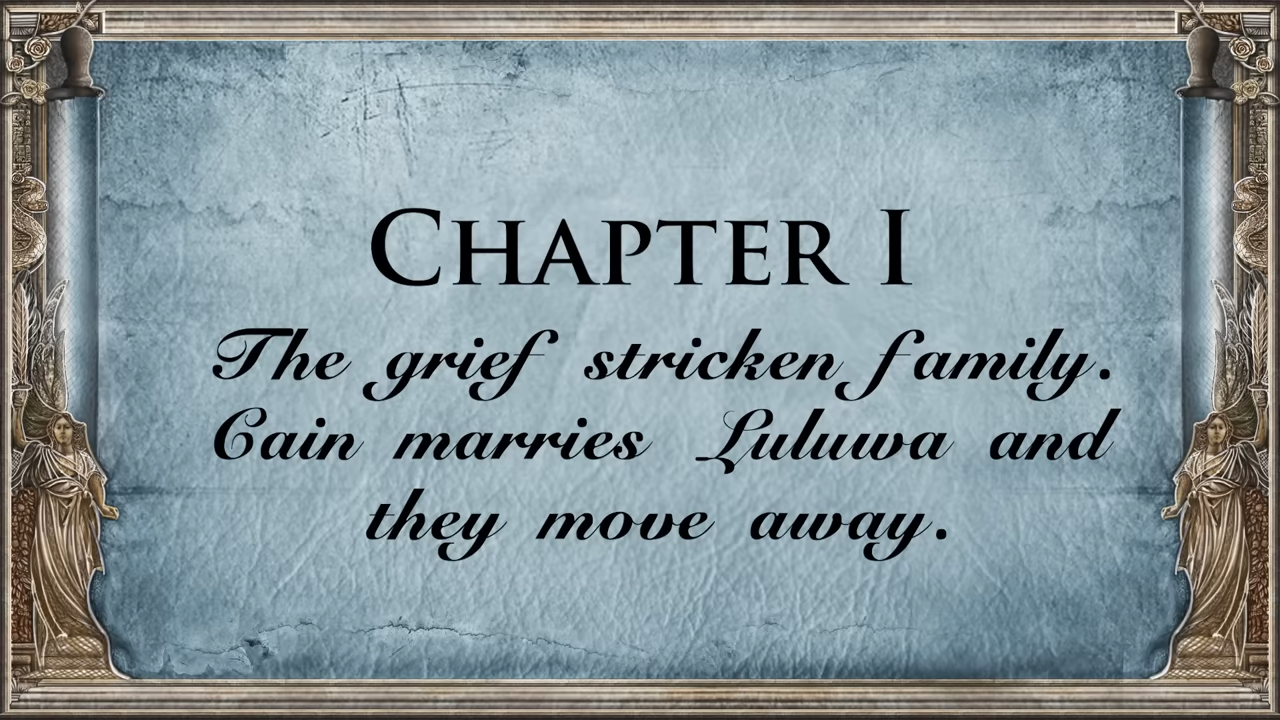 Chapter I
The grief stricken family.
Cain marries Luluwa and
they move away.